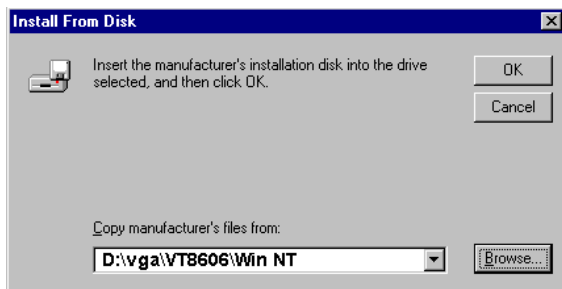 Install From Disk
Insert the manufacturer's installation disk into the drive
selected, and then click OK.
OK
Cancel
Copy manufacturer's files from:
D:\vga\VT8606\Win NT
Browse...